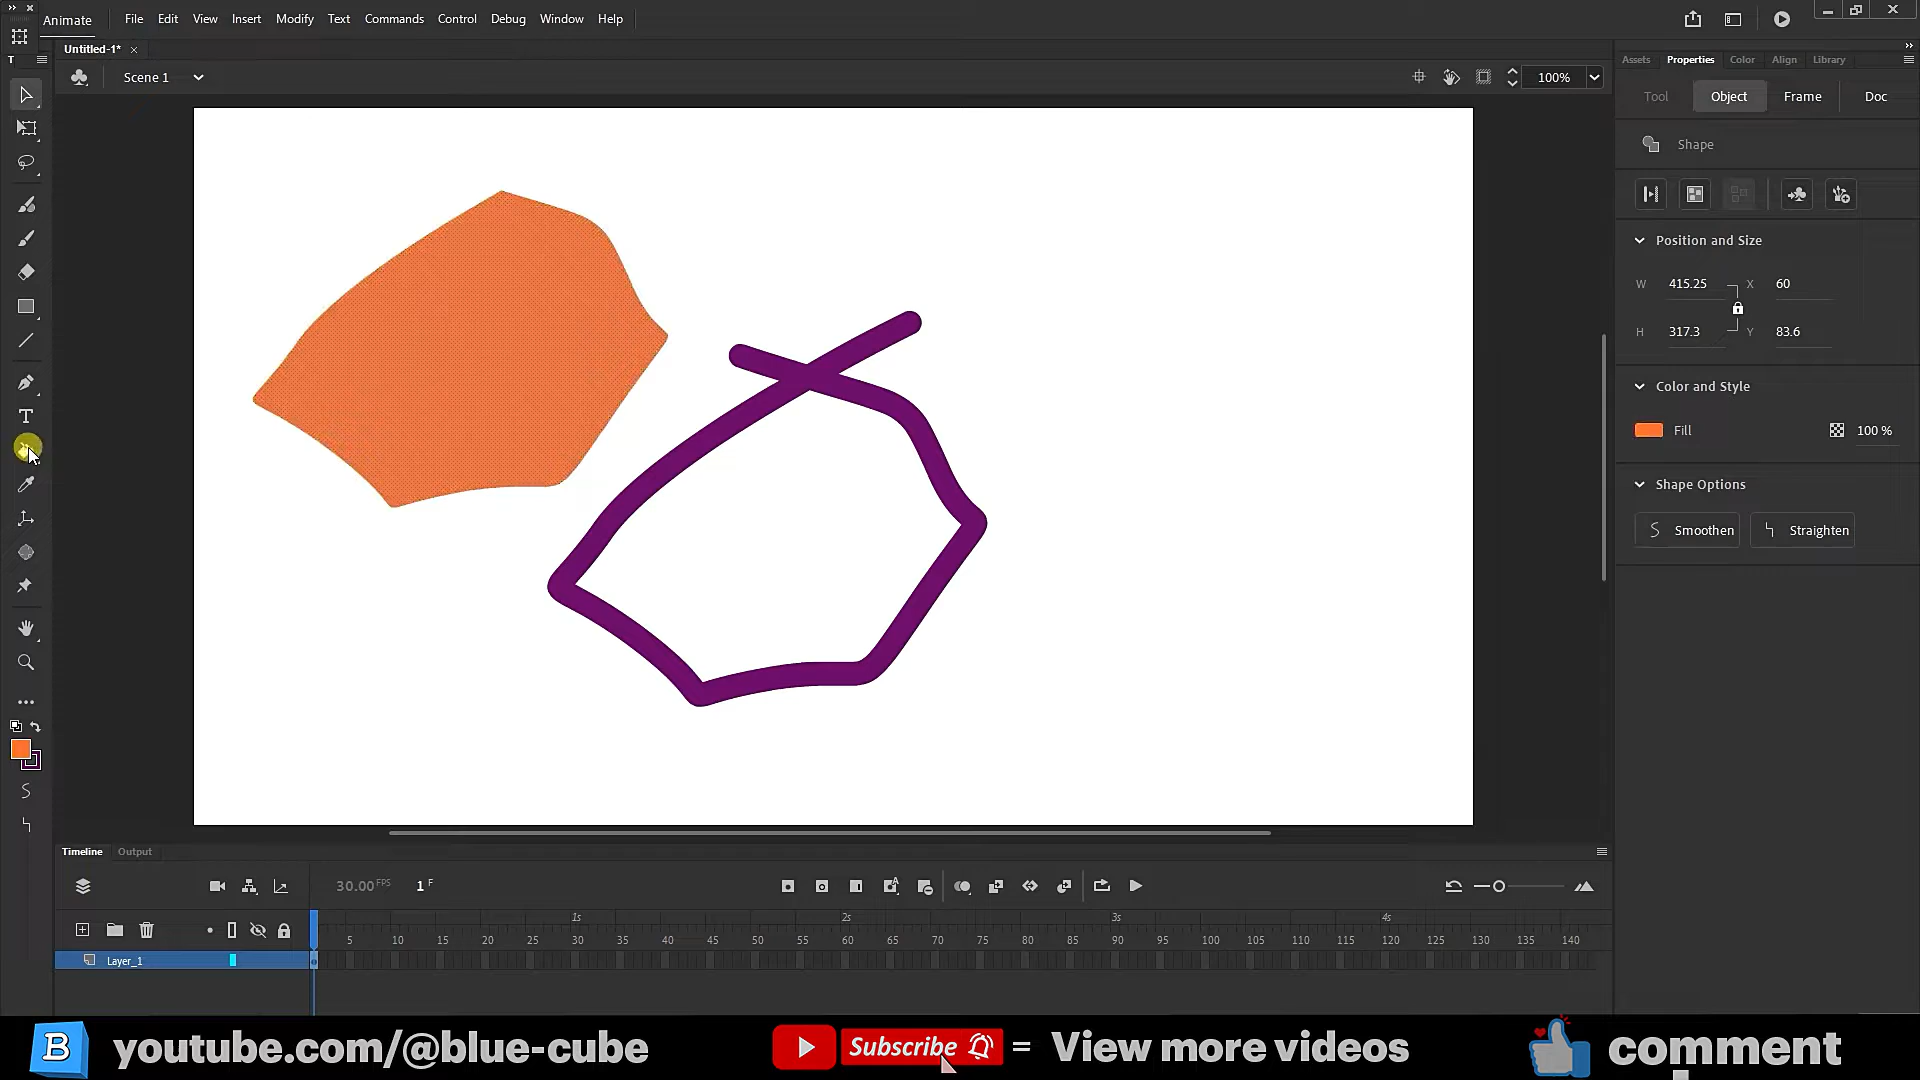 Animate File Edit View Insert Modify Text Commands Control Debug Window Help
Untitled-1*
T
Scene 1
100%
Assets Properties Color Align Library
Tool Object Frame Doc
Shape
Position and Size
W 415.25 X 60
H 317.3 Y 83.6
Color and Style
Fill 100 %
Shape Options
Smoothen Straighten
Timeline Output
30.00 FPS 1 F
1s 2s 3s 4s
5 10 15 20 25 30 35 40 45 50 55 60 65 70 75 80 85 90 95 100 105 110 115 120 125 130 135 140
Layer_1
B youtube.com/@blue-cube Subscribe = View more videos comment